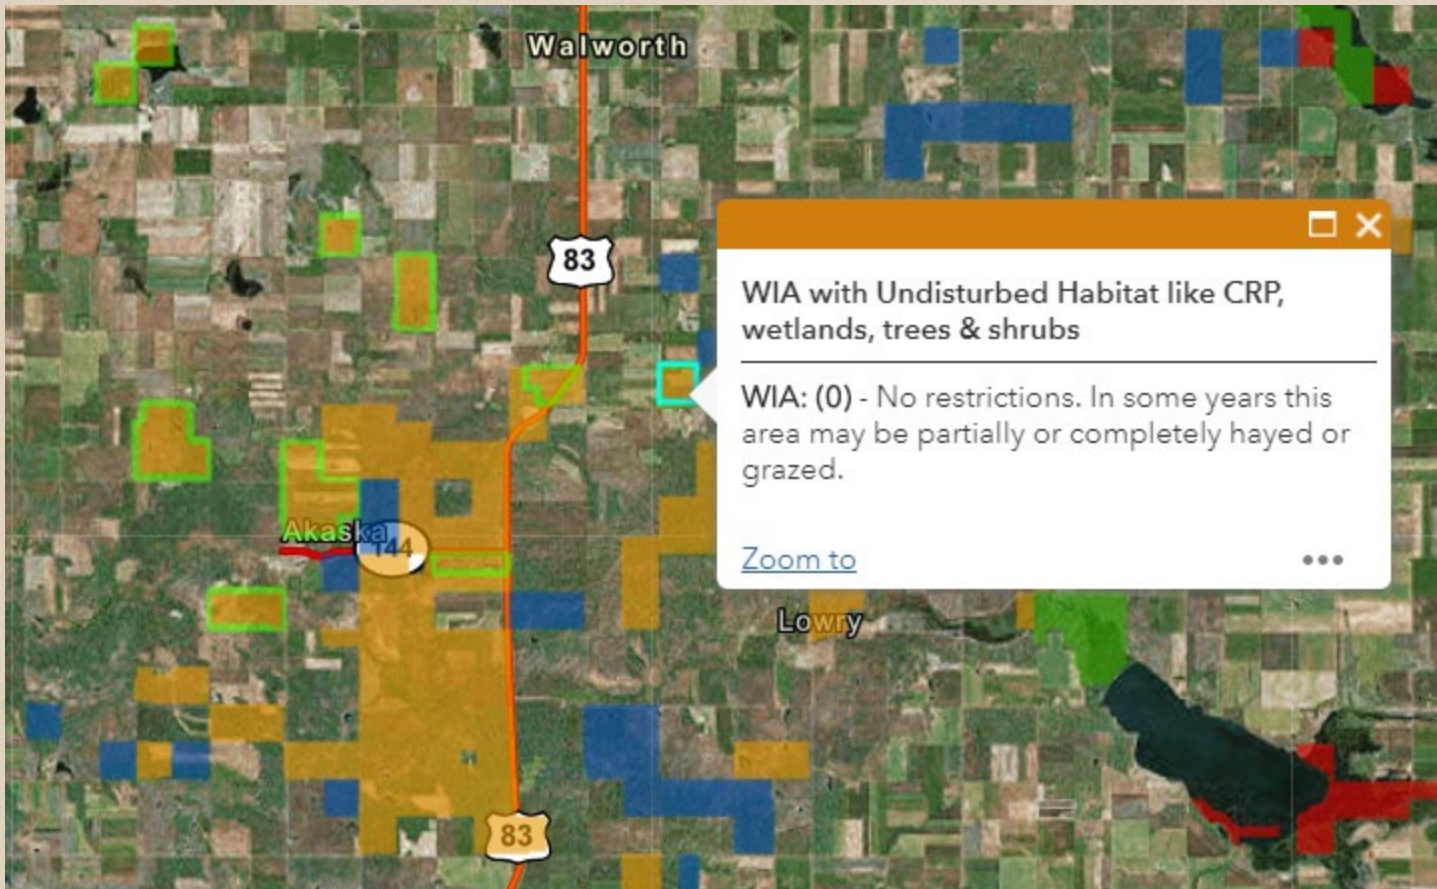 Walworth
83
WIA with Undisturbed Habitat like CRP,
wetlands, trees & shrubs
WIA: (0) - No restrictions. In some years this
area may be partially or completely hayed or
grazed.
Zoom to
Akaska
144
Lowry
83